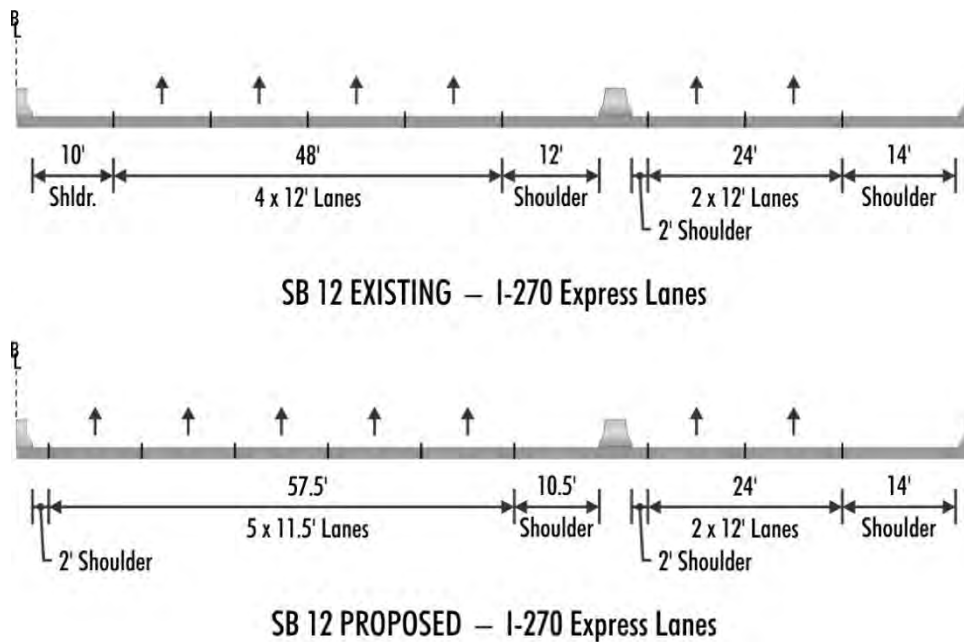 BL
10' 48' 12' 24' 14'
Shldr. 4 x 12' Lanes Shoulder 2 x 12' Lanes Shoulder
2' Shoulder
SB 12 EXISTING – I-270 Express Lanes
BL
57.5' 10.5' 24' 14'
5 x 11.5' Lanes Shoulder 2 x 12' Lanes Shoulder
2' Shoulder 2' Shoulder
SB 12 PROPOSED – I-270 Express Lanes